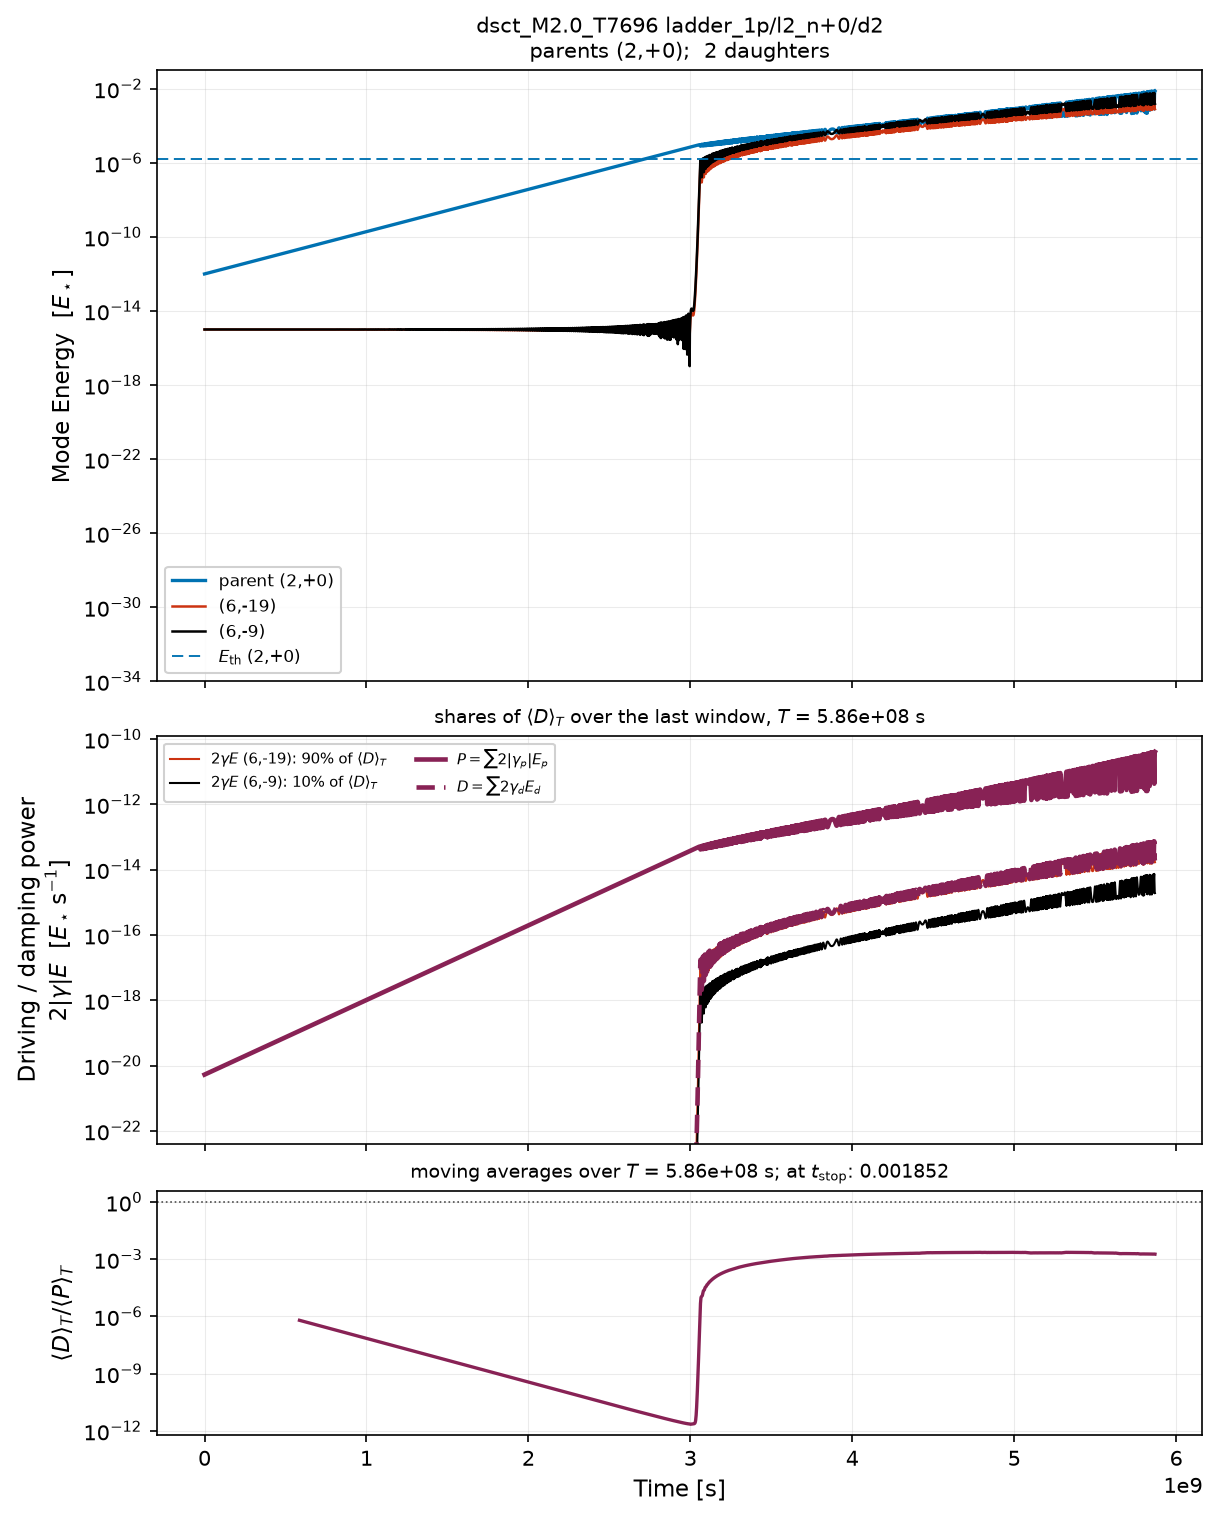 dsct_M2.0_T7696 ladder_1p/l2_n+0/d2
parents (2,+0);  2 daughters
Mode Energy [E⋆]
10⁻²
10⁻⁶
10⁻¹⁰
10⁻¹⁴
10⁻¹⁸
10⁻²²
10⁻²⁶
10⁻³⁰
10⁻³⁴
parent (2,+0)
(6,-19)
(6,-9)
E_th (2,+0)
shares of ⟨D⟩_T over the last window, T = 5.86e+08 s
Driving / damping power
2|γ|E [E⋆ s⁻¹]
10⁻¹⁰
10⁻¹²
10⁻¹⁴
10⁻¹⁶
10⁻¹⁸
10⁻²⁰
10⁻²²
2γE (6,-19): 90% of ⟨D⟩_T
2γE (6,-9): 10% of ⟨D⟩_T
P = ∑2|γ_p|E_p
D = ∑2γ_d E_d
moving averages over T = 5.86e+08 s; at t_stop: 0.001852
⟨D⟩_T/⟨P⟩_T
10⁰
10⁻³
10⁻⁶
10⁻⁹
10⁻¹²
0 1 2 3 4 5 6
1e9
Time [s]